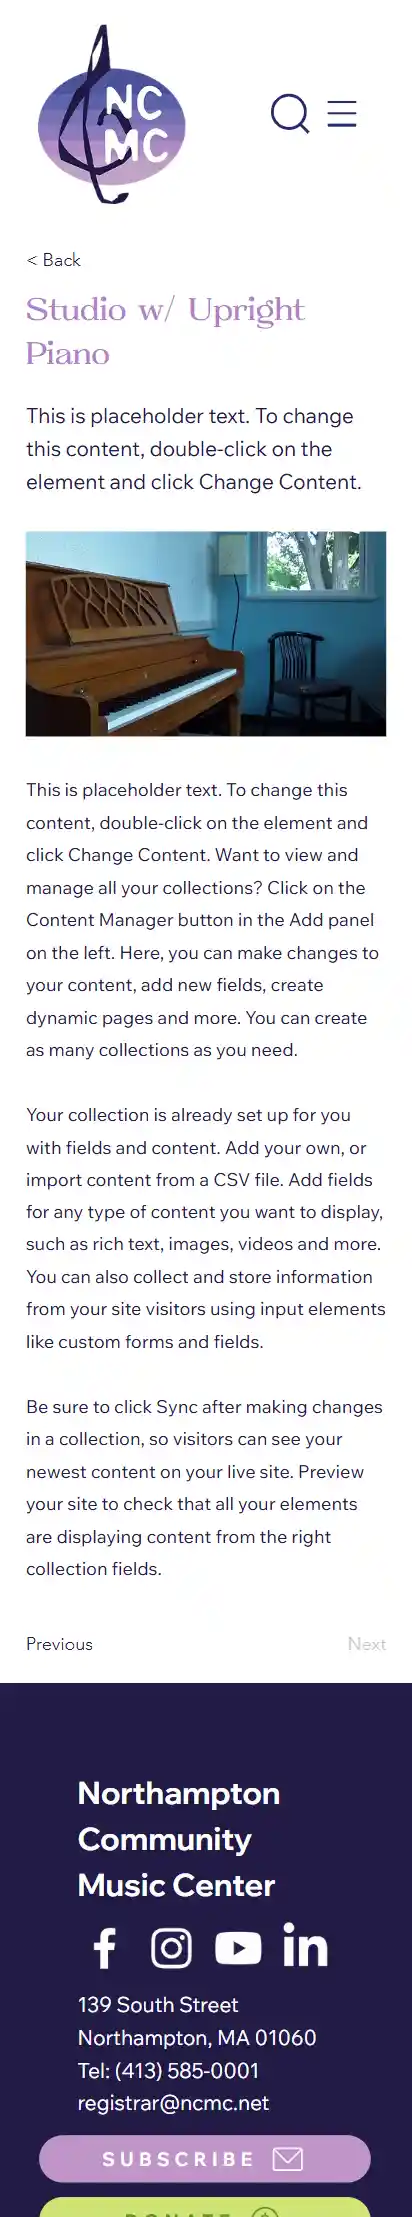 NC
MC
< Back
Studio w/ Upright
Piano
This is placeholder text. To change
this content, double-click on the
element and click Change Content.
This is placeholder text. To change this
content, double-click on the element and
click Change Content. Want to view and
manage all your collections? Click on the
Content Manager button in the Add panel
on the left. Here, you can make changes to
your content, add new fields, create
dynamic pages and more. You can create
as many collections as you need.
Your collection is already set up for you
with fields and content. Add your own, or
import content from a CSV file. Add fields
for any type of content you want to display,
such as rich text, images, videos and more.
You can also collect and store information
from your site visitors using input elements
like custom forms and fields.
Be sure to click Sync after making changes
in a collection, so visitors can see your
newest content on your live site. Preview
your site to check that all your elements
are displaying content from the right
collection fields.
Previous
Next
Northampton
Community
Music Center
139 South Street
Northampton, MA 01060
Tel: (413) 585-0001
registrar@ncmc.net
SUBSCRIBE
DONATE